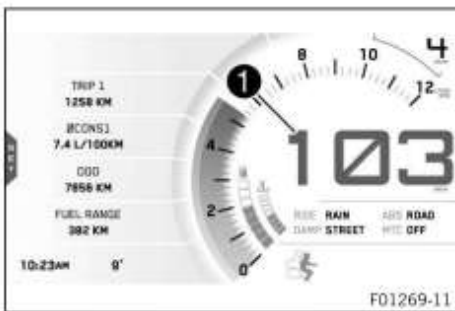 TRIP 1
1258 KM
ØCONS1
7.4 L/100KM
ODO
7656 KM
FUEL RANGE
382 KM
10:23AM 9°
1
0
2
4
8
10
12
4
103
RIDE RAIN ABS ROAD
DAMP STREET MTC OFF
F01269-11